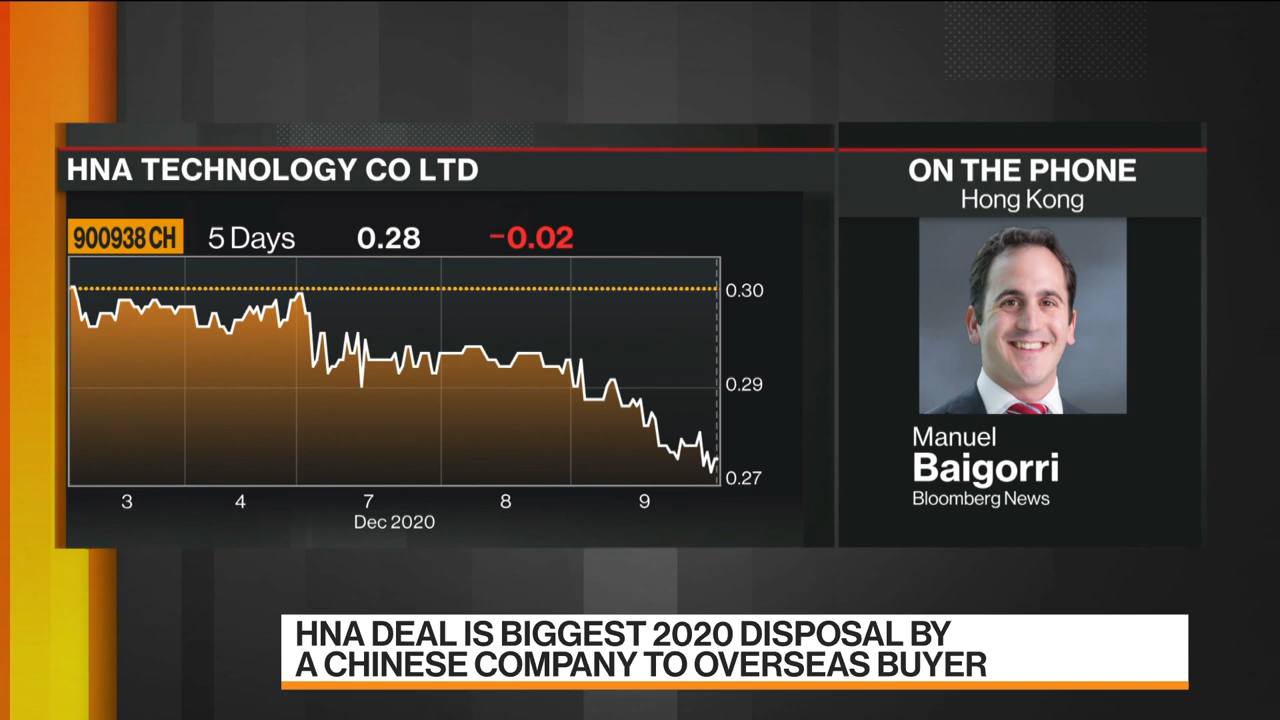 HNA TECHNOLOGY CO LTD
900938 CH 5 Days 0.28 −0.02
0.30
0.29
0.27
3 4 7 8 9
Dec 2020
ON THE PHONE
Hong Kong
Manuel
Baigorri
Bloomberg News
HNA DEAL IS BIGGEST 2020 DISPOSAL BY
A CHINESE COMPANY TO OVERSEAS BUYER